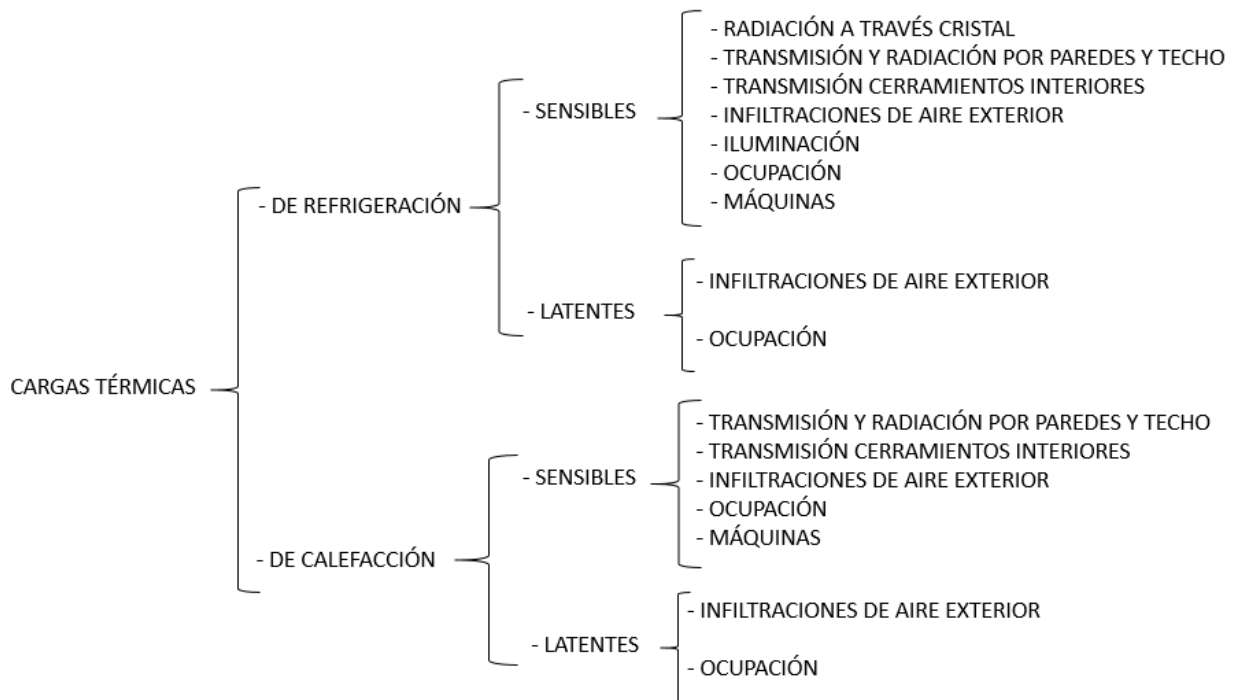 CARGAS TÉRMICAS
- DE REFRIGERACIÓN
- SENSIBLES
- RADIACIÓN A TRAVÉS CRISTAL
- TRANSMISIÓN Y RADIACIÓN POR PAREDES Y TECHO
- TRANSMISIÓN CERRAMIENTOS INTERIORES
- INFILTRACIONES DE AIRE EXTERIOR
- ILUMINACIÓN
- OCUPACIÓN
- MÁQUINAS
- LATENTES
- INFILTRACIONES DE AIRE EXTERIOR
- OCUPACIÓN
- DE CALEFACCIÓN
- SENSIBLES
- TRANSMISIÓN Y RADIACIÓN POR PAREDES Y TECHO
- TRANSMISIÓN CERRAMIENTOS INTERIORES
- INFILTRACIONES DE AIRE EXTERIOR
- OCUPACIÓN
- MÁQUINAS
- LATENTES
- INFILTRACIONES DE AIRE EXTERIOR
- OCUPACIÓN